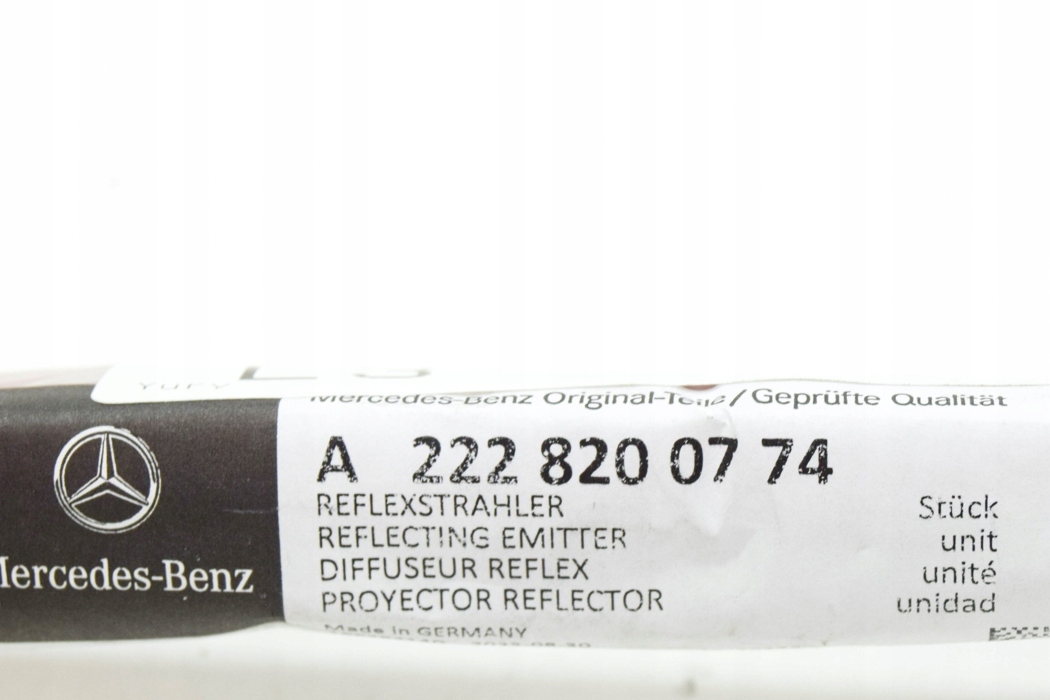 Mercedes-Benz Original-Teile / Geprüfte Qualität
A 222 820 07 74
REFLEXSTRAHLER Stück
REFLECTING EMITTER unit
DIFFUSEUR REFLEX unité
PROYECTOR REFLECTOR unidad
Made in GERMANY
Mercedes-Benz